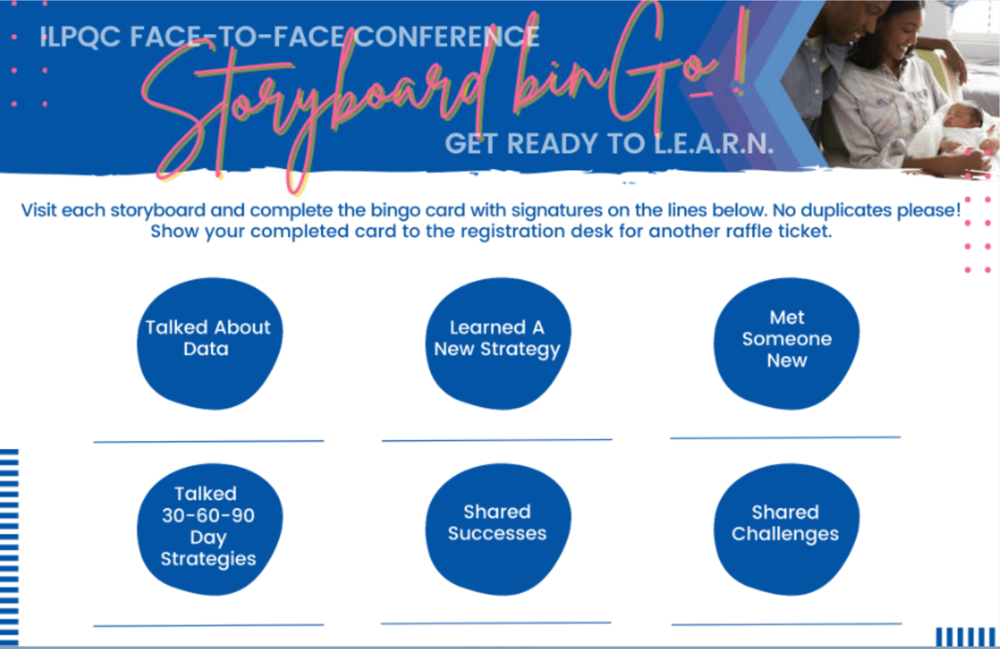 ILPQC FACE-TO-FACE CONFERENCE
Storyboard binGo!
GET READY TO L.E.A.R.N.
Visit each storyboard and complete the bingo card with signatures on the lines below. No duplicates please!
Show your completed card to the registration desk for another raffle ticket.
Talked About
Data
Learned A
New Strategy
Met
Someone
New
Talked
30-60-90
Day
Strategies
Shared
Successes
Shared
Challenges